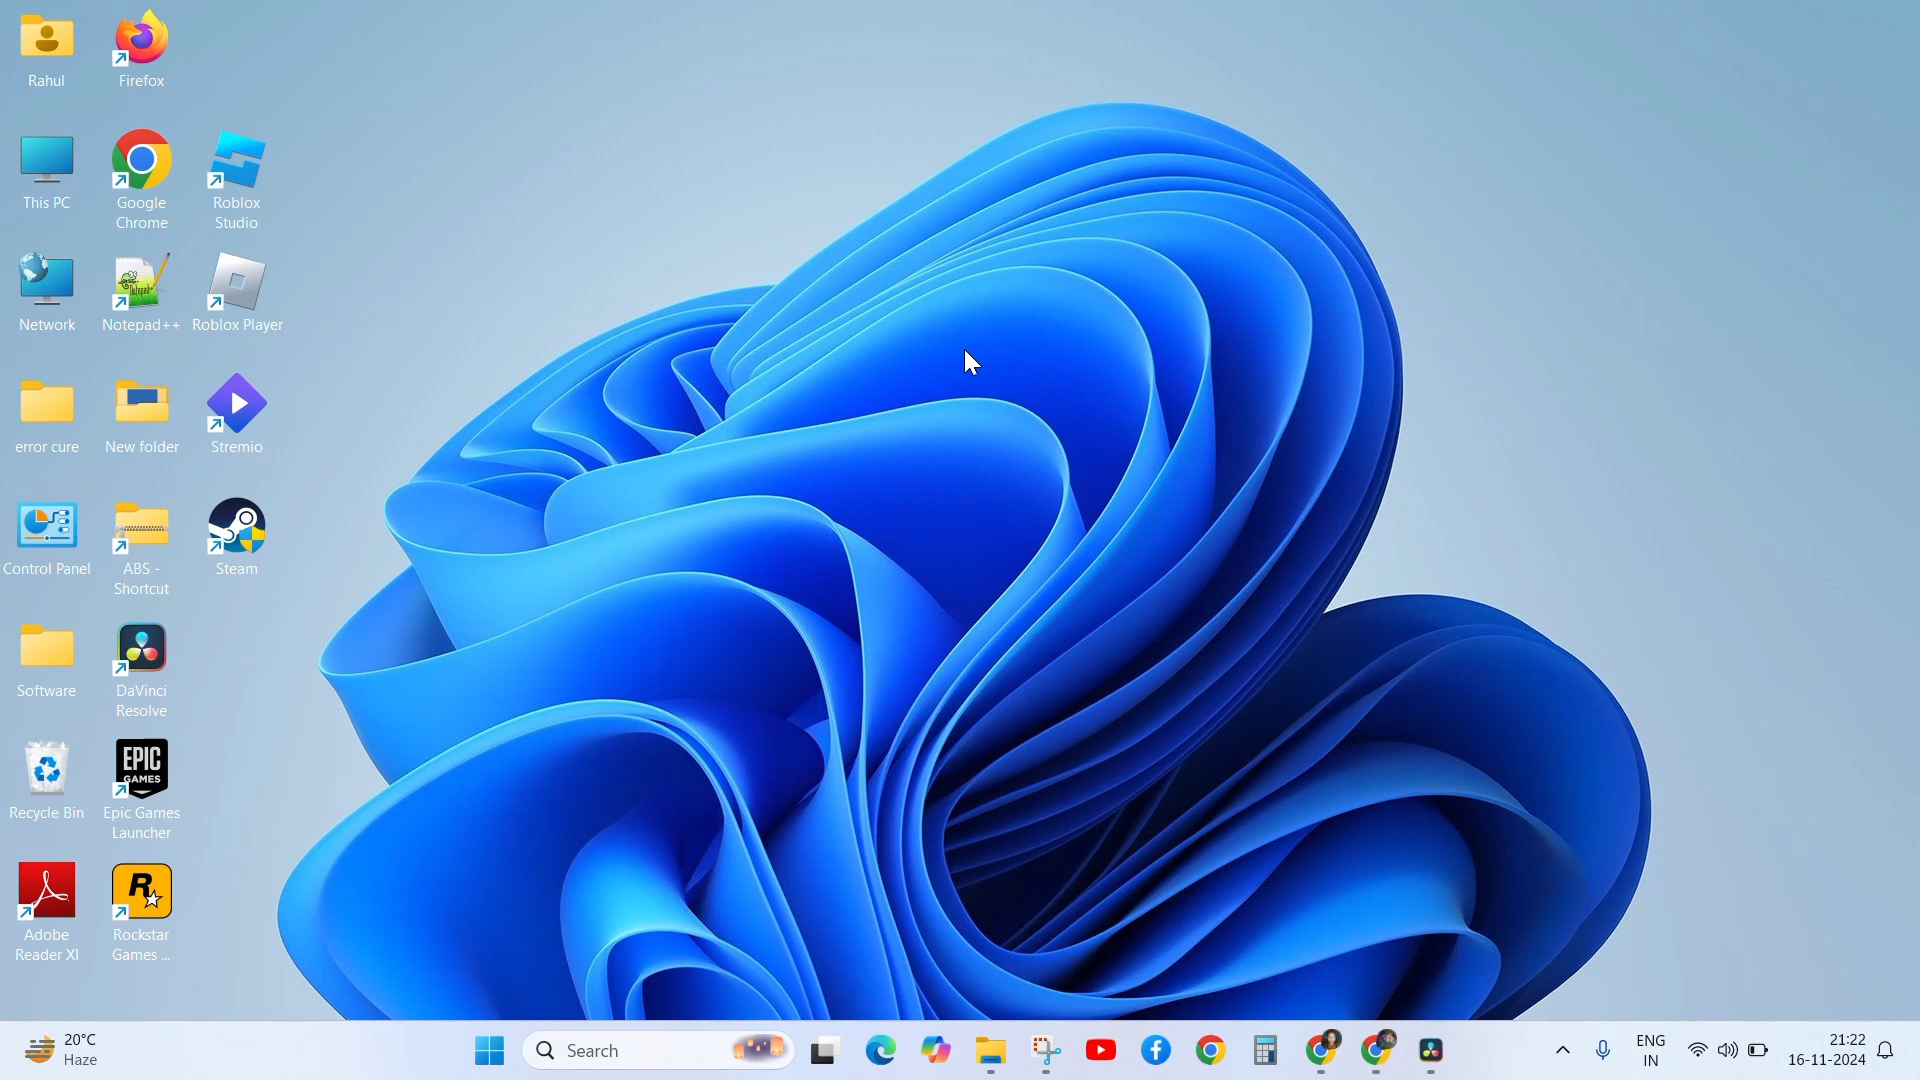 Rahul
Firefox
This PC
Google
Chrome
Roblox
Studio
Network
Notepad++
Roblox Player
error cure
New folder
Stremio
Control Panel
ABS -
Shortcut
Steam
Software
DaVinci
Resolve
Recycle Bin
EPIC
GAMES
Epic Games
Launcher
Adobe
Reader XI
Rockstar
Games ...
20°C
Haze
Search
ENG
IN
21:22
16-11-2024